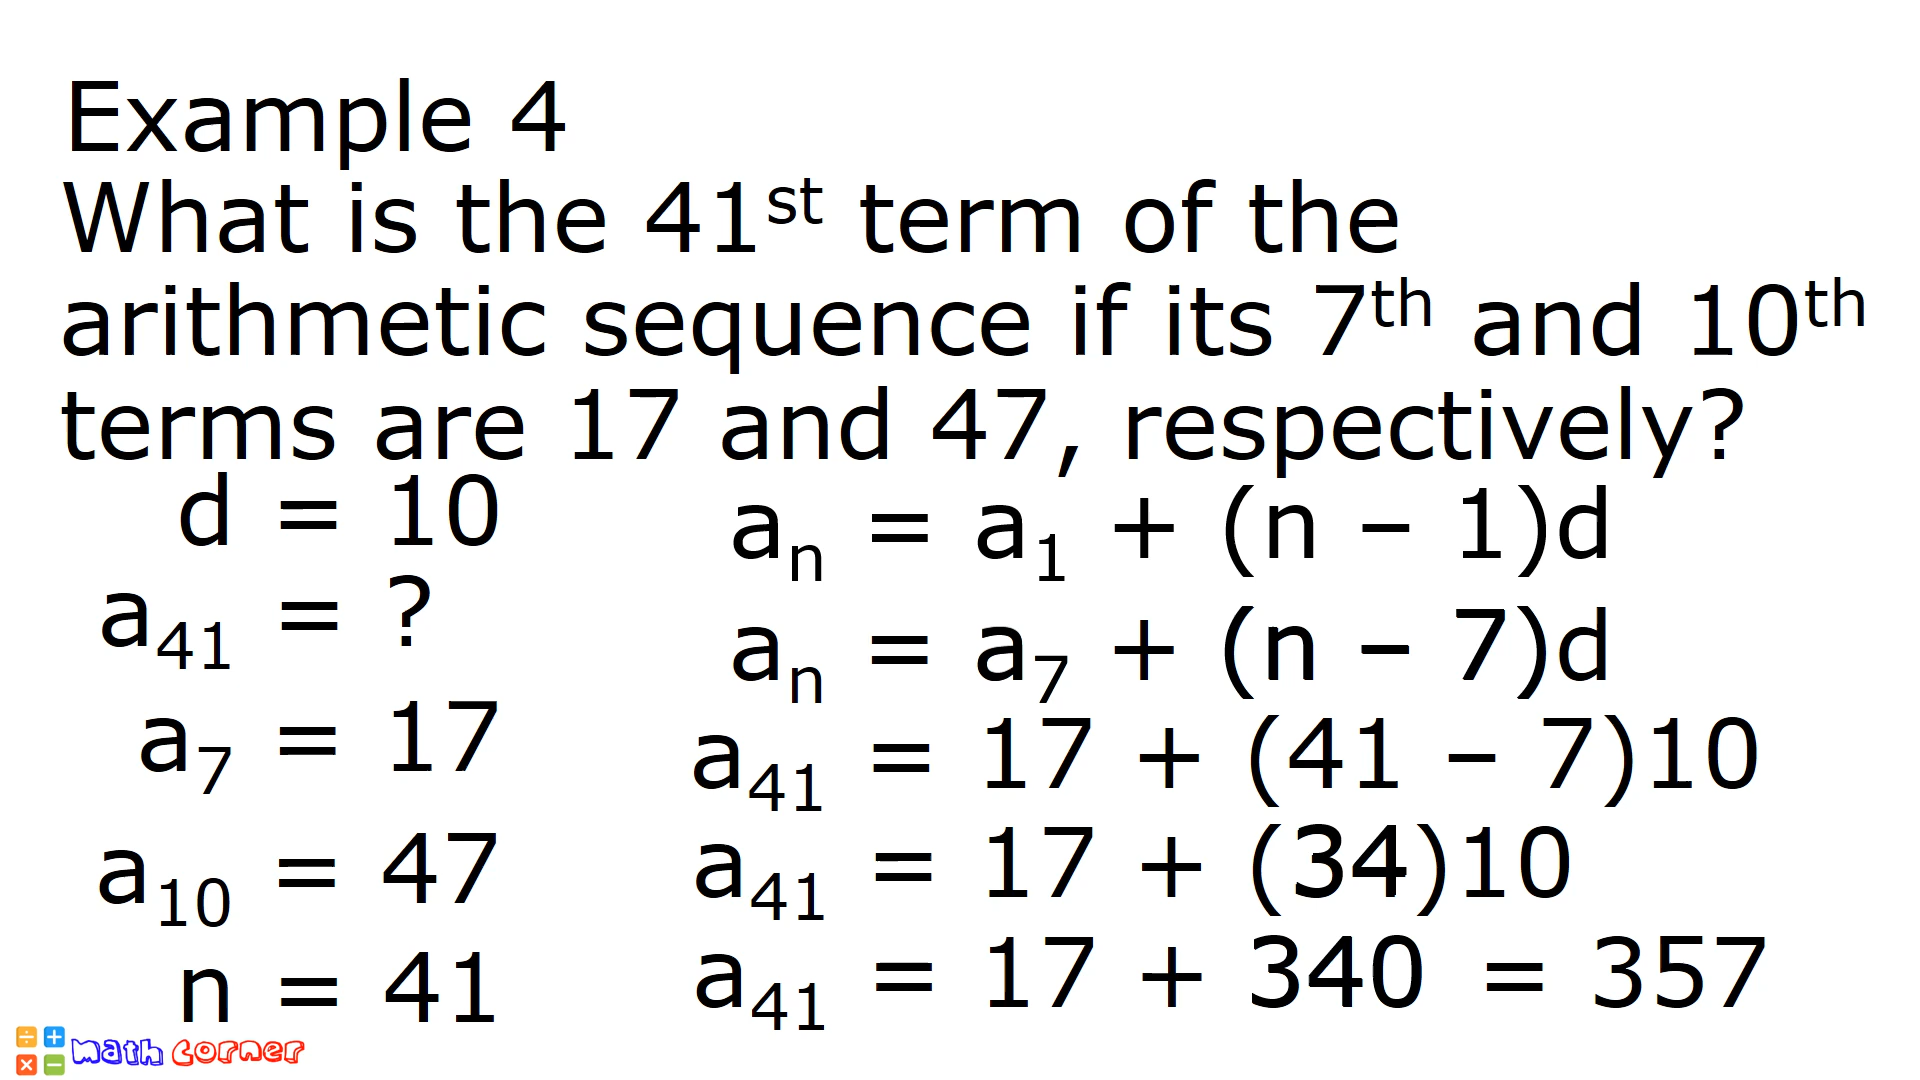 Example 4
What is the 41st term of the
arithmetic sequence if its 7th and 10th
terms are 17 and 47, respectively?
d = 10
a41 = ?
a7 = 17
a10 = 47
n = 41
an = a1 + (n – 1)d
an = a7 + (n – 7)d
a41 = 17 + (41 – 7)10
a41 = 17 + (34)10
a41 = 17 + 340 = 357
÷ + × −
math corner